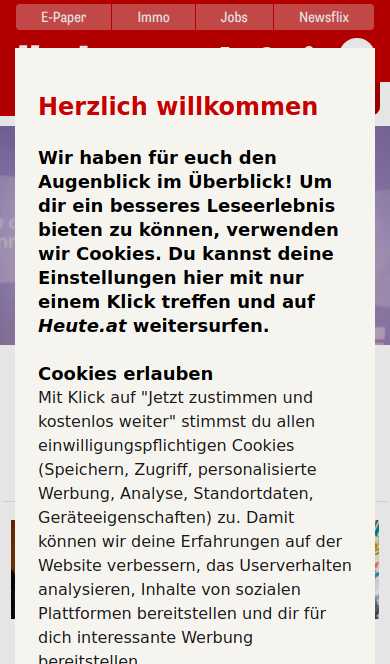 E-Paper
Immo
Jobs
Newsflix
Herzlich willkommen
Wir haben für euch den
Augenblick im Überblick! Um
dir ein besseres Leseerlebnis
bieten zu können, verwenden
wir Cookies. Du kannst deine
Einstellungen hier mit nur
einem Klick treffen und auf
Heute.at weitersurfen.
Cookies erlauben
Mit Klick auf "Jetzt zustimmen und
kostenlos weiter" stimmst du allen
einwilligungspflichtigen Cookies
(Speichern, Zugriff, personalisierte
Werbung, Analyse, Standortdaten,
Geräteeigenschaften) zu. Damit
können wir deine Erfahrungen auf der
Website verbessern, das Userverhalten
analysieren, Inhalte von sozialen
Plattformen bereitstellen und dir für
dich interessante Werbung
bereitstellen